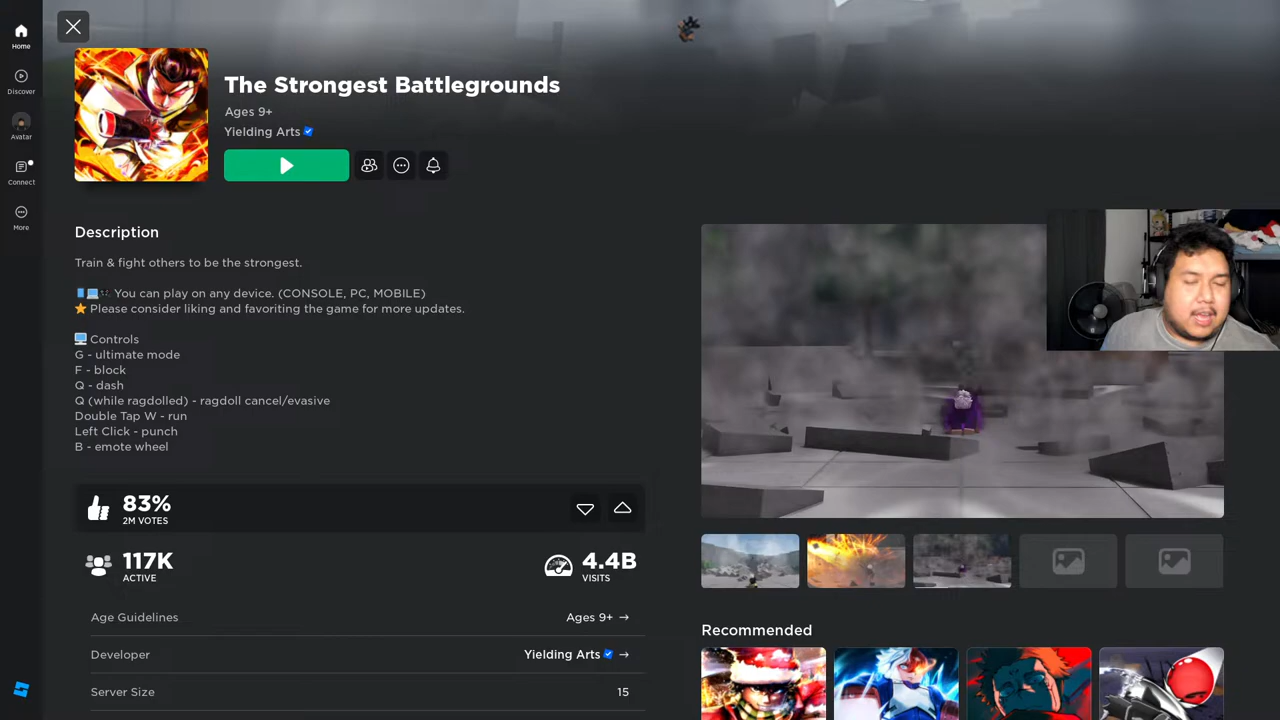 Home
Discover
Avatar
Connect
More
The Strongest Battlegrounds
Ages 9+
Yielding Arts
Description
Train & fight others to be the strongest.
You can play on any device. (CONSOLE, PC, MOBILE)
Please consider liking and favoriting the game for more updates.
Controls
G - ultimate mode
F - block
Q - dash
Q (while ragdolled) - ragdoll cancel/evasive
Double Tap W - run
Left Click - punch
B - emote wheel
83%
2M VOTES
117K
ACTIVE
4.4B
VISITS
Age Guidelines
Ages 9+
Developer
Yielding Arts
Server Size
15
Recommended